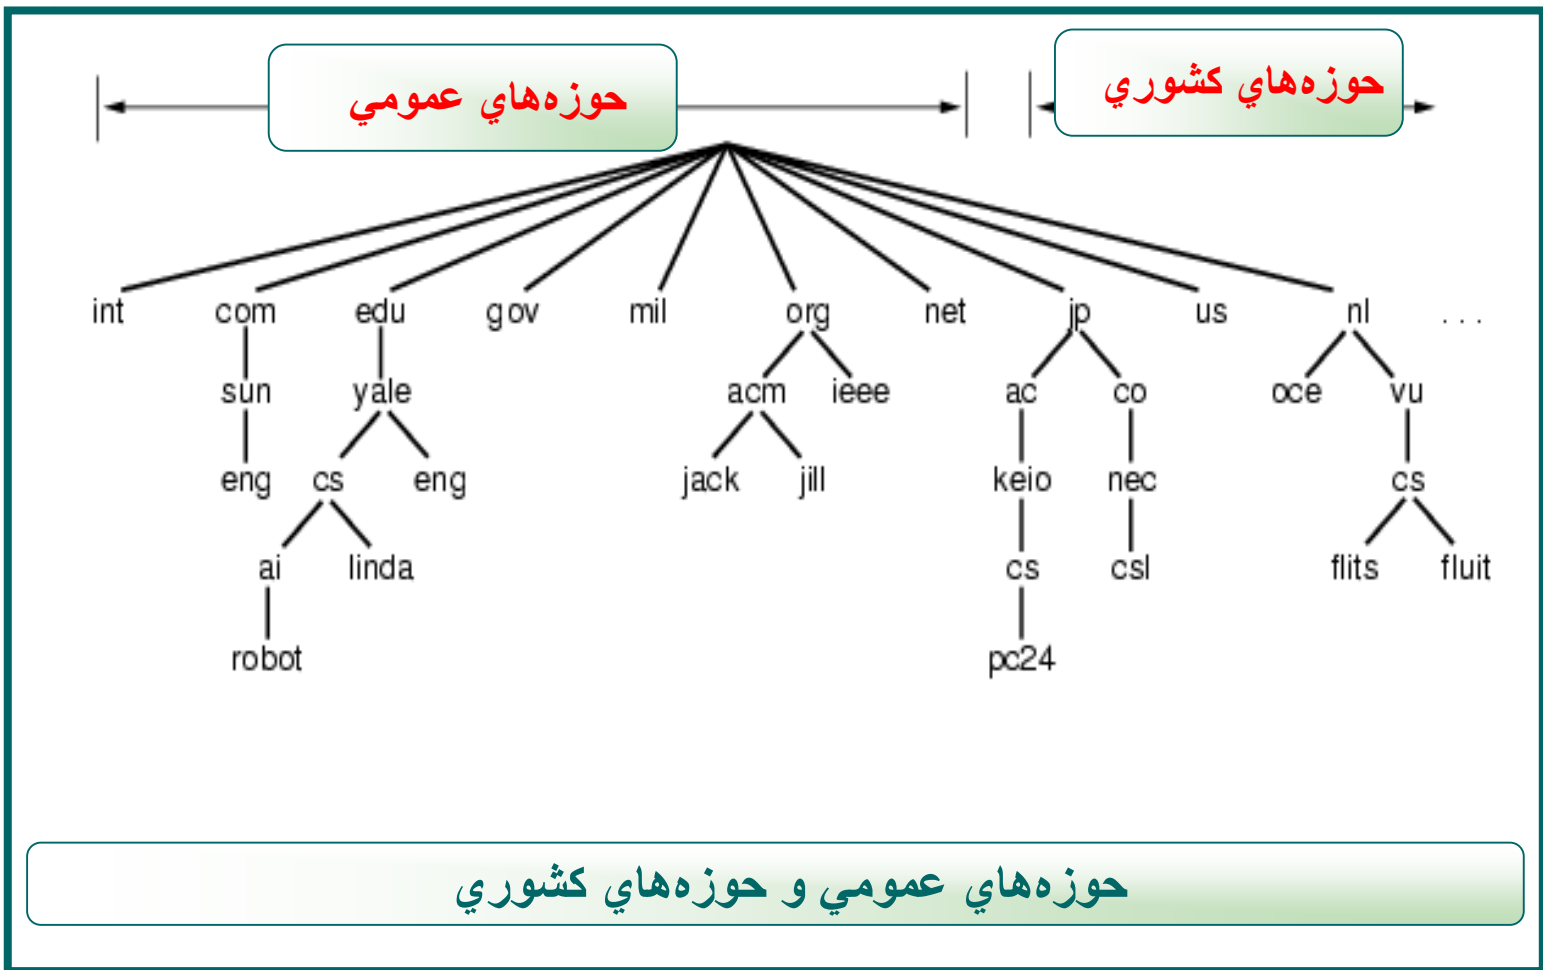 حوزه‌هاي عمومي
حوزه‌هاي کشوري
int com edu gov mil org net jp us nl ...
sun yale acm ieee ac co oce vu
eng cs eng jack jill keio nec cs
ai linda cs csl flits fluit
robot pc24
حوزه‌هاي عمومي و حوزه‌هاي کشوري